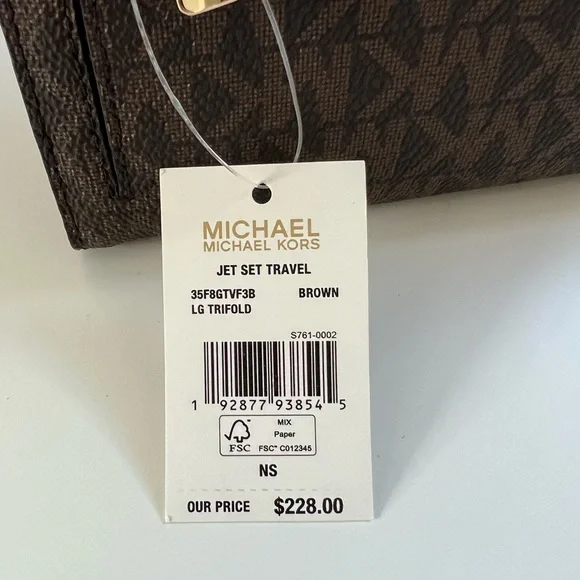 MICHAEL
MICHAEL KORS
JET SET TRAVEL
35F8GTVF3B BROWN
LG TRIFOLD
S761-0002
1 92877 93854 5
FSC
MIX
Paper
FSC™ C012345
NS
OUR PRICE $228.00